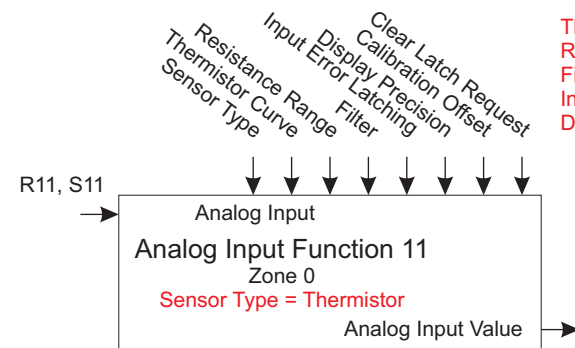 Sensor Type
Thermistor Curve
Resistance Range
Filter
Input Error Latching
Display Precision
Calibration Offset
Clear Latch Request
R11, S11
Analog Input
Analog Input Function 11
Zone 0
Sensor Type = Thermistor
Analog Input Value